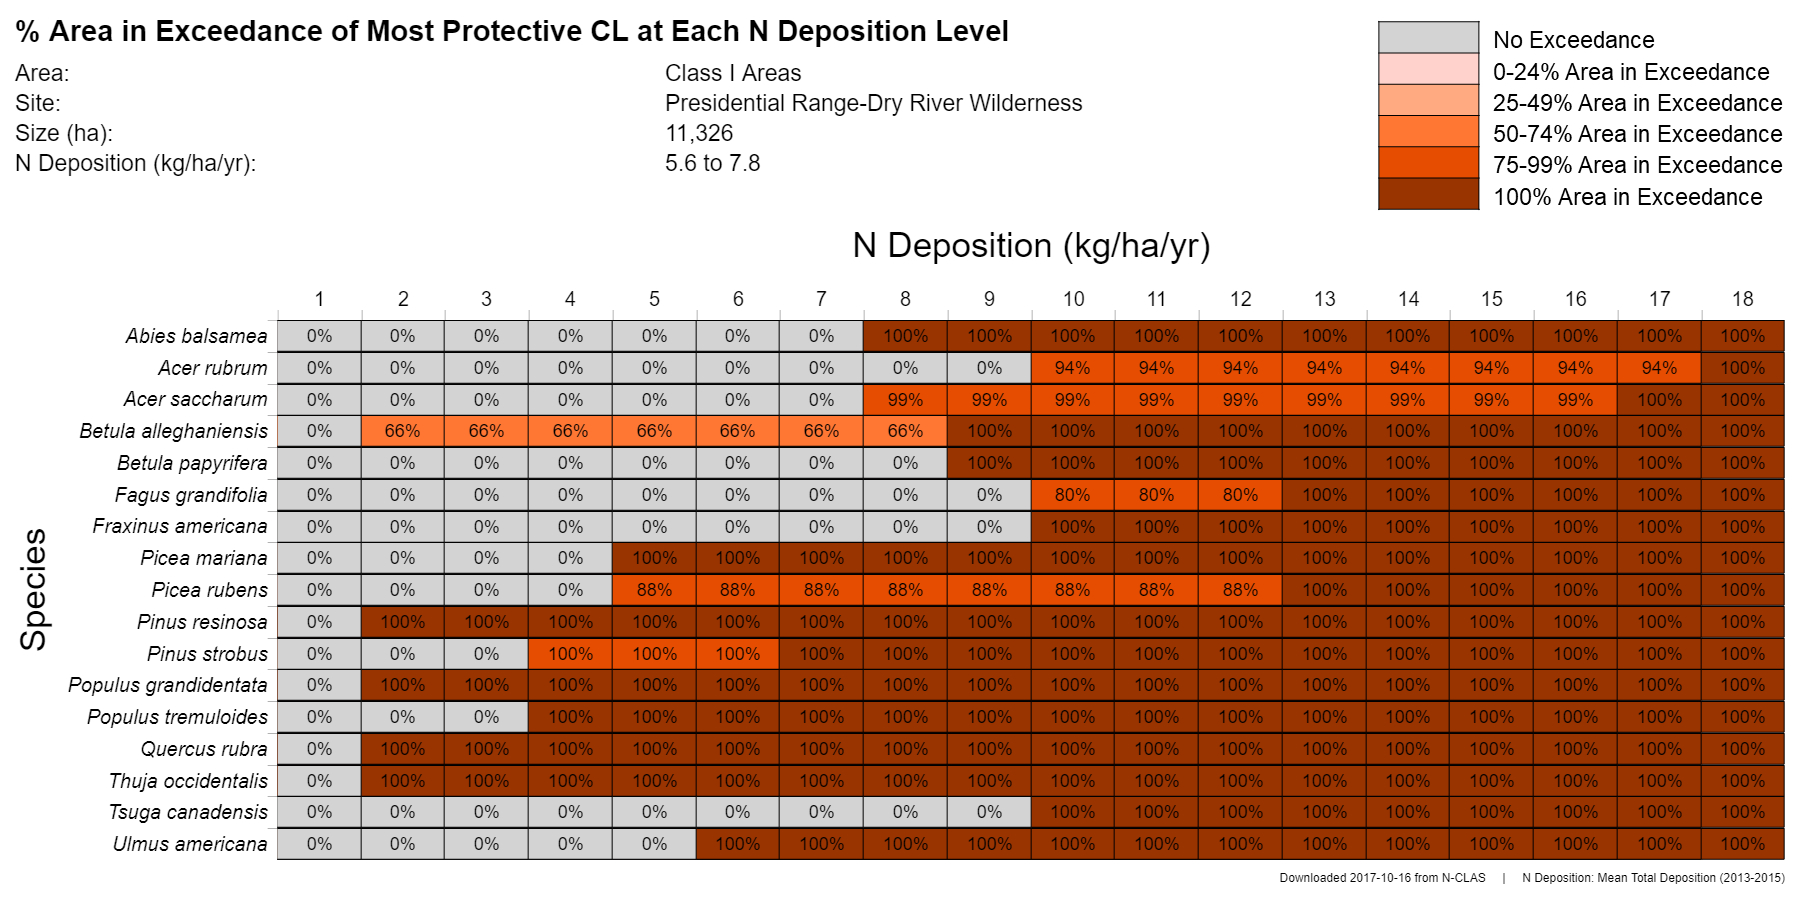 % Area in Exceedance of Most Protective CL at Each N Deposition Level
Area: Class I Areas
Site: Presidential Range-Dry River Wilderness
Size (ha): 11,326
N Deposition (kg/ha/yr): 5.6 to 7.8
No Exceedance
0-24% Area in Exceedance
25-49% Area in Exceedance
50-74% Area in Exceedance
75-99% Area in Exceedance
100% Area in Exceedance
N Deposition (kg/ha/yr)
1 2 3 4 5 6 7 8 9 10 11 12 13 14 15 16 17 18
Species
Abies balsamea 0% 0% 0% 0% 0% 0% 0% 100% 100% 100% 100% 100% 100% 100% 100% 100% 100% 100%
Acer rubrum 0% 0% 0% 0% 0% 0% 0% 0% 0% 94% 94% 94% 94% 94% 94% 94% 94% 100%
Acer saccharum 0% 0% 0% 0% 0% 0% 0% 99% 99% 99% 99% 99% 99% 99% 99% 99% 100% 100%
Betula alleghaniensis 0% 66% 66% 66% 66% 66% 66% 66% 100% 100% 100% 100% 100% 100% 100% 100% 100% 100%
Betula papyrifera 0% 0% 0% 0% 0% 0% 0% 0% 100% 100% 100% 100% 100% 100% 100% 100% 100% 100%
Fagus grandifolia 0% 0% 0% 0% 0% 0% 0% 0% 0% 80% 80% 80% 100% 100% 100% 100% 100% 100%
Fraxinus americana 0% 0% 0% 0% 0% 0% 0% 0% 0% 100% 100% 100% 100% 100% 100% 100% 100% 100%
Picea mariana 0% 0% 0% 0% 100% 100% 100% 100% 100% 100% 100% 100% 100% 100% 100% 100% 100% 100%
Picea rubens 0% 0% 0% 0% 88% 88% 88% 88% 88% 88% 88% 88% 100% 100% 100% 100% 100% 100%
Pinus resinosa 0% 100% 100% 100% 100% 100% 100% 100% 100% 100% 100% 100% 100% 100% 100% 100% 100% 100%
Pinus strobus 0% 0% 0% 100% 100% 100% 100% 100% 100% 100% 100% 100% 100% 100% 100% 100% 100% 100%
Populus grandidentata 0% 100% 100% 100% 100% 100% 100% 100% 100% 100% 100% 100% 100% 100% 100% 100% 100% 100%
Populus tremuloides 0% 0% 0% 100% 100% 100% 100% 100% 100% 100% 100% 100% 100% 100% 100% 100% 100% 100%
Quercus rubra 0% 100% 100% 100% 100% 100% 100% 100% 100% 100% 100% 100% 100% 100% 100% 100% 100% 100%
Thuja occidentalis 0% 100% 100% 100% 100% 100% 100% 100% 100% 100% 100% 100% 100% 100% 100% 100% 100% 100%
Tsuga canadensis 0% 0% 0% 0% 0% 0% 0% 0% 0% 100% 100% 100% 100% 100% 100% 100% 100% 100%
Ulmus americana 0% 0% 0% 0% 0% 100% 100% 100% 100% 100% 100% 100% 100% 100% 100% 100% 100% 100%
Downloaded 2017-10-16 from N-CLAS | N Deposition: Mean Total Deposition (2013-2015)